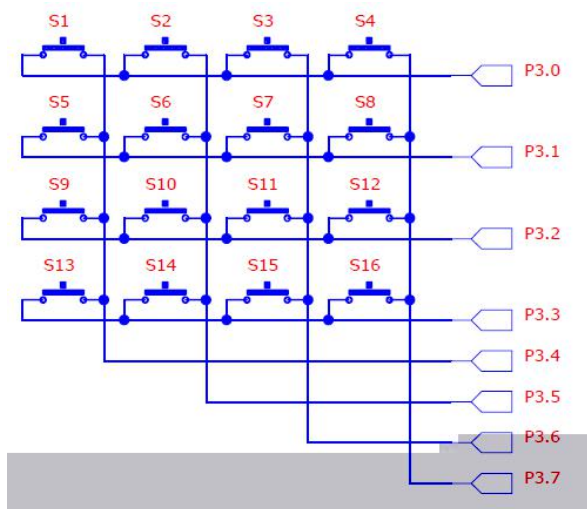 S1 S2 S3 S4
P3.0
S5 S6 S7 S8
P3.1
S9 S10 S11 S12
P3.2
S13 S14 S15 S16
P3.3
P3.4
P3.5
P3.6
P3.7